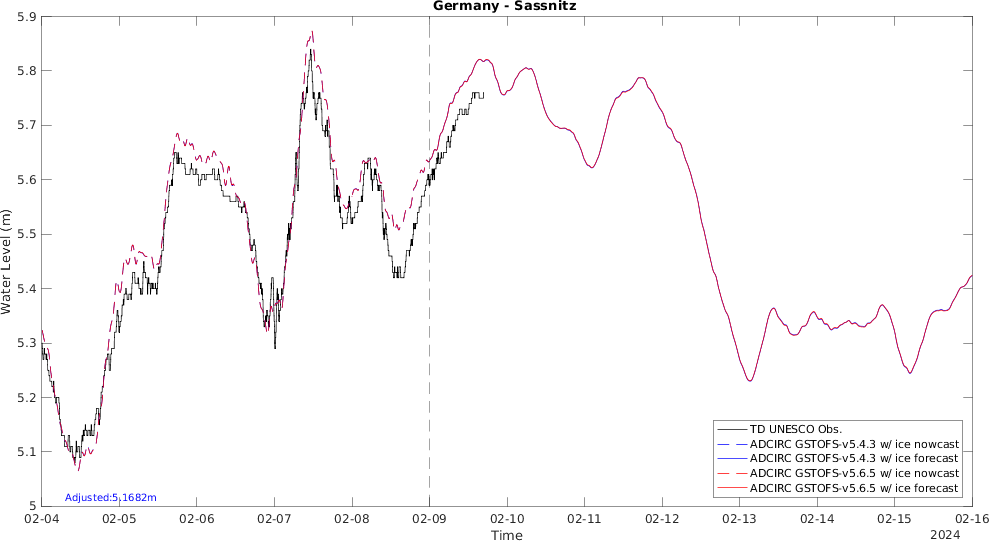 Germany - Sassnitz
5.9
5.8
5.7
5.6
5.5
5.4
5.3
5.2
5.1
5
Water Level (m)
Adjusted:5.1682m
TD UNESCO Obs.
ADCIRC GSTOFS-v5.4.3 w/ ice nowcast
ADCIRC GSTOFS-v5.4.3 w/ ice forecast
ADCIRC GSTOFS-v5.6.5 w/ ice nowcast
ADCIRC GSTOFS-v5.6.5 w/ ice forecast
02-04 02-05 02-06 02-07 02-08 02-09 02-10 02-11 02-12 02-13 02-14 02-15 02-16
Time
2024